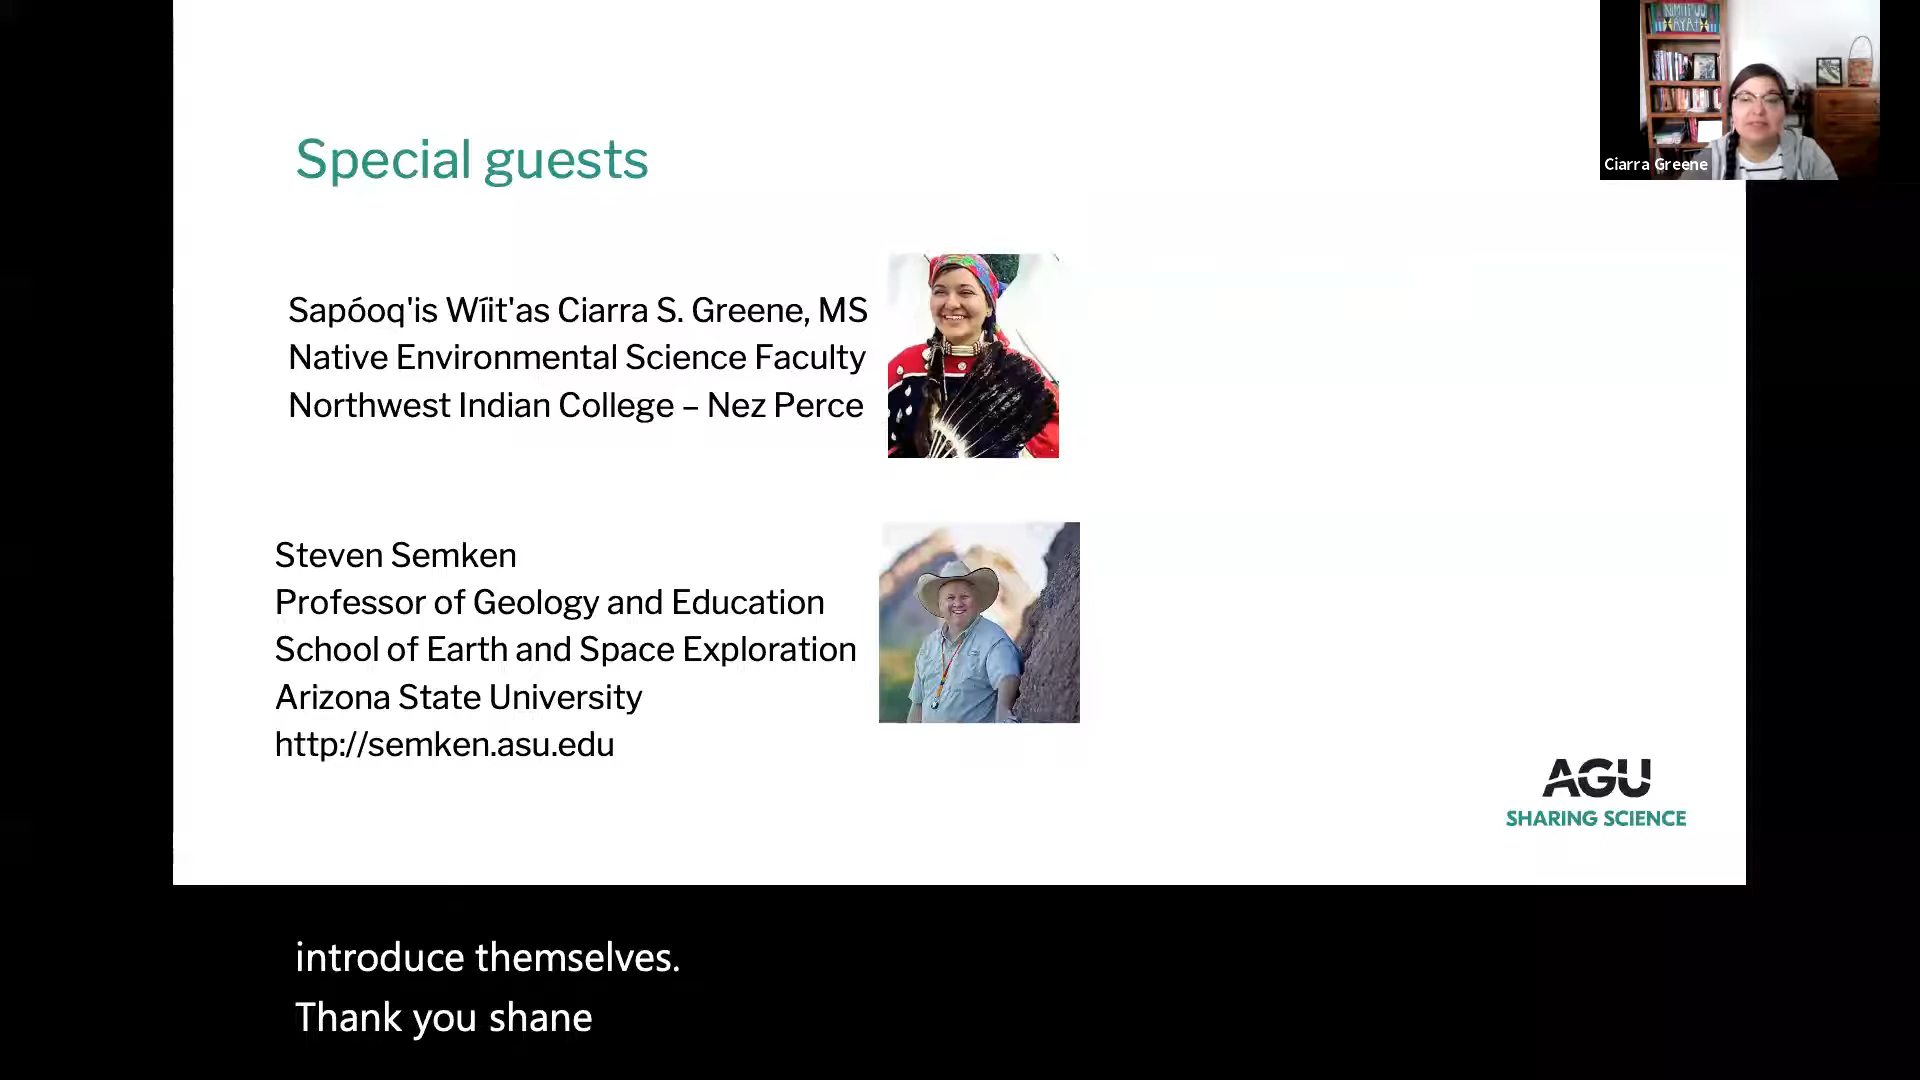 Special guests
Sapóoq'is Wíit'as Ciarra S. Greene, MS
Native Environmental Science Faculty
Northwest Indian College – Nez Perce
Steven Semken
Professor of Geology and Education
School of Earth and Space Exploration
Arizona State University
http://semken.asu.edu
AGU
SHARING SCIENCE
NIMIIPUU
Ciarra Greene
introduce themselves.
Thank you shane